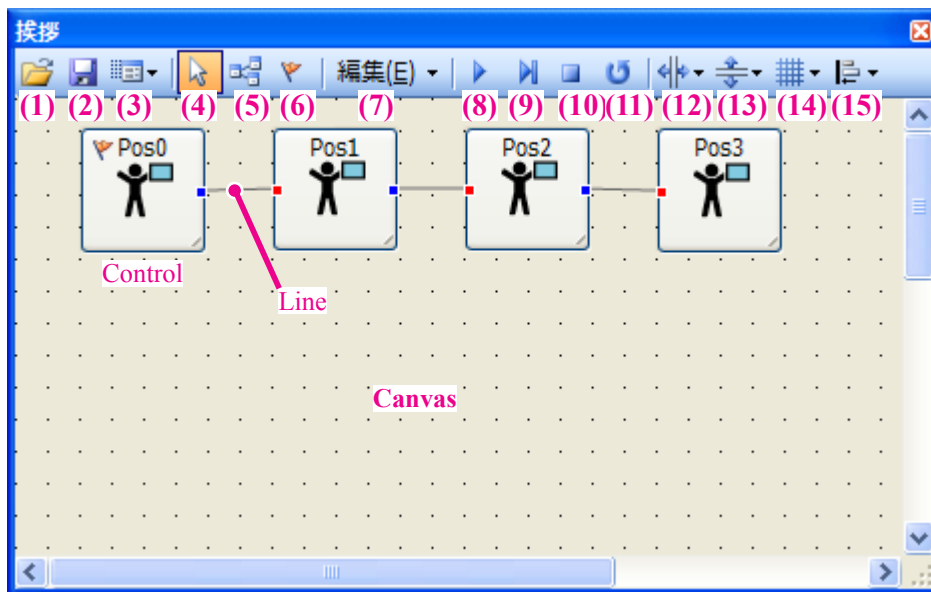 挨拶
編集(E)
(1) (2) (3) (4) (5) (6) (7) (8) (9) (10) (11) (12) (13) (14) (15)
Pos0 Pos1 Pos2 Pos3
Control
Line
Canvas